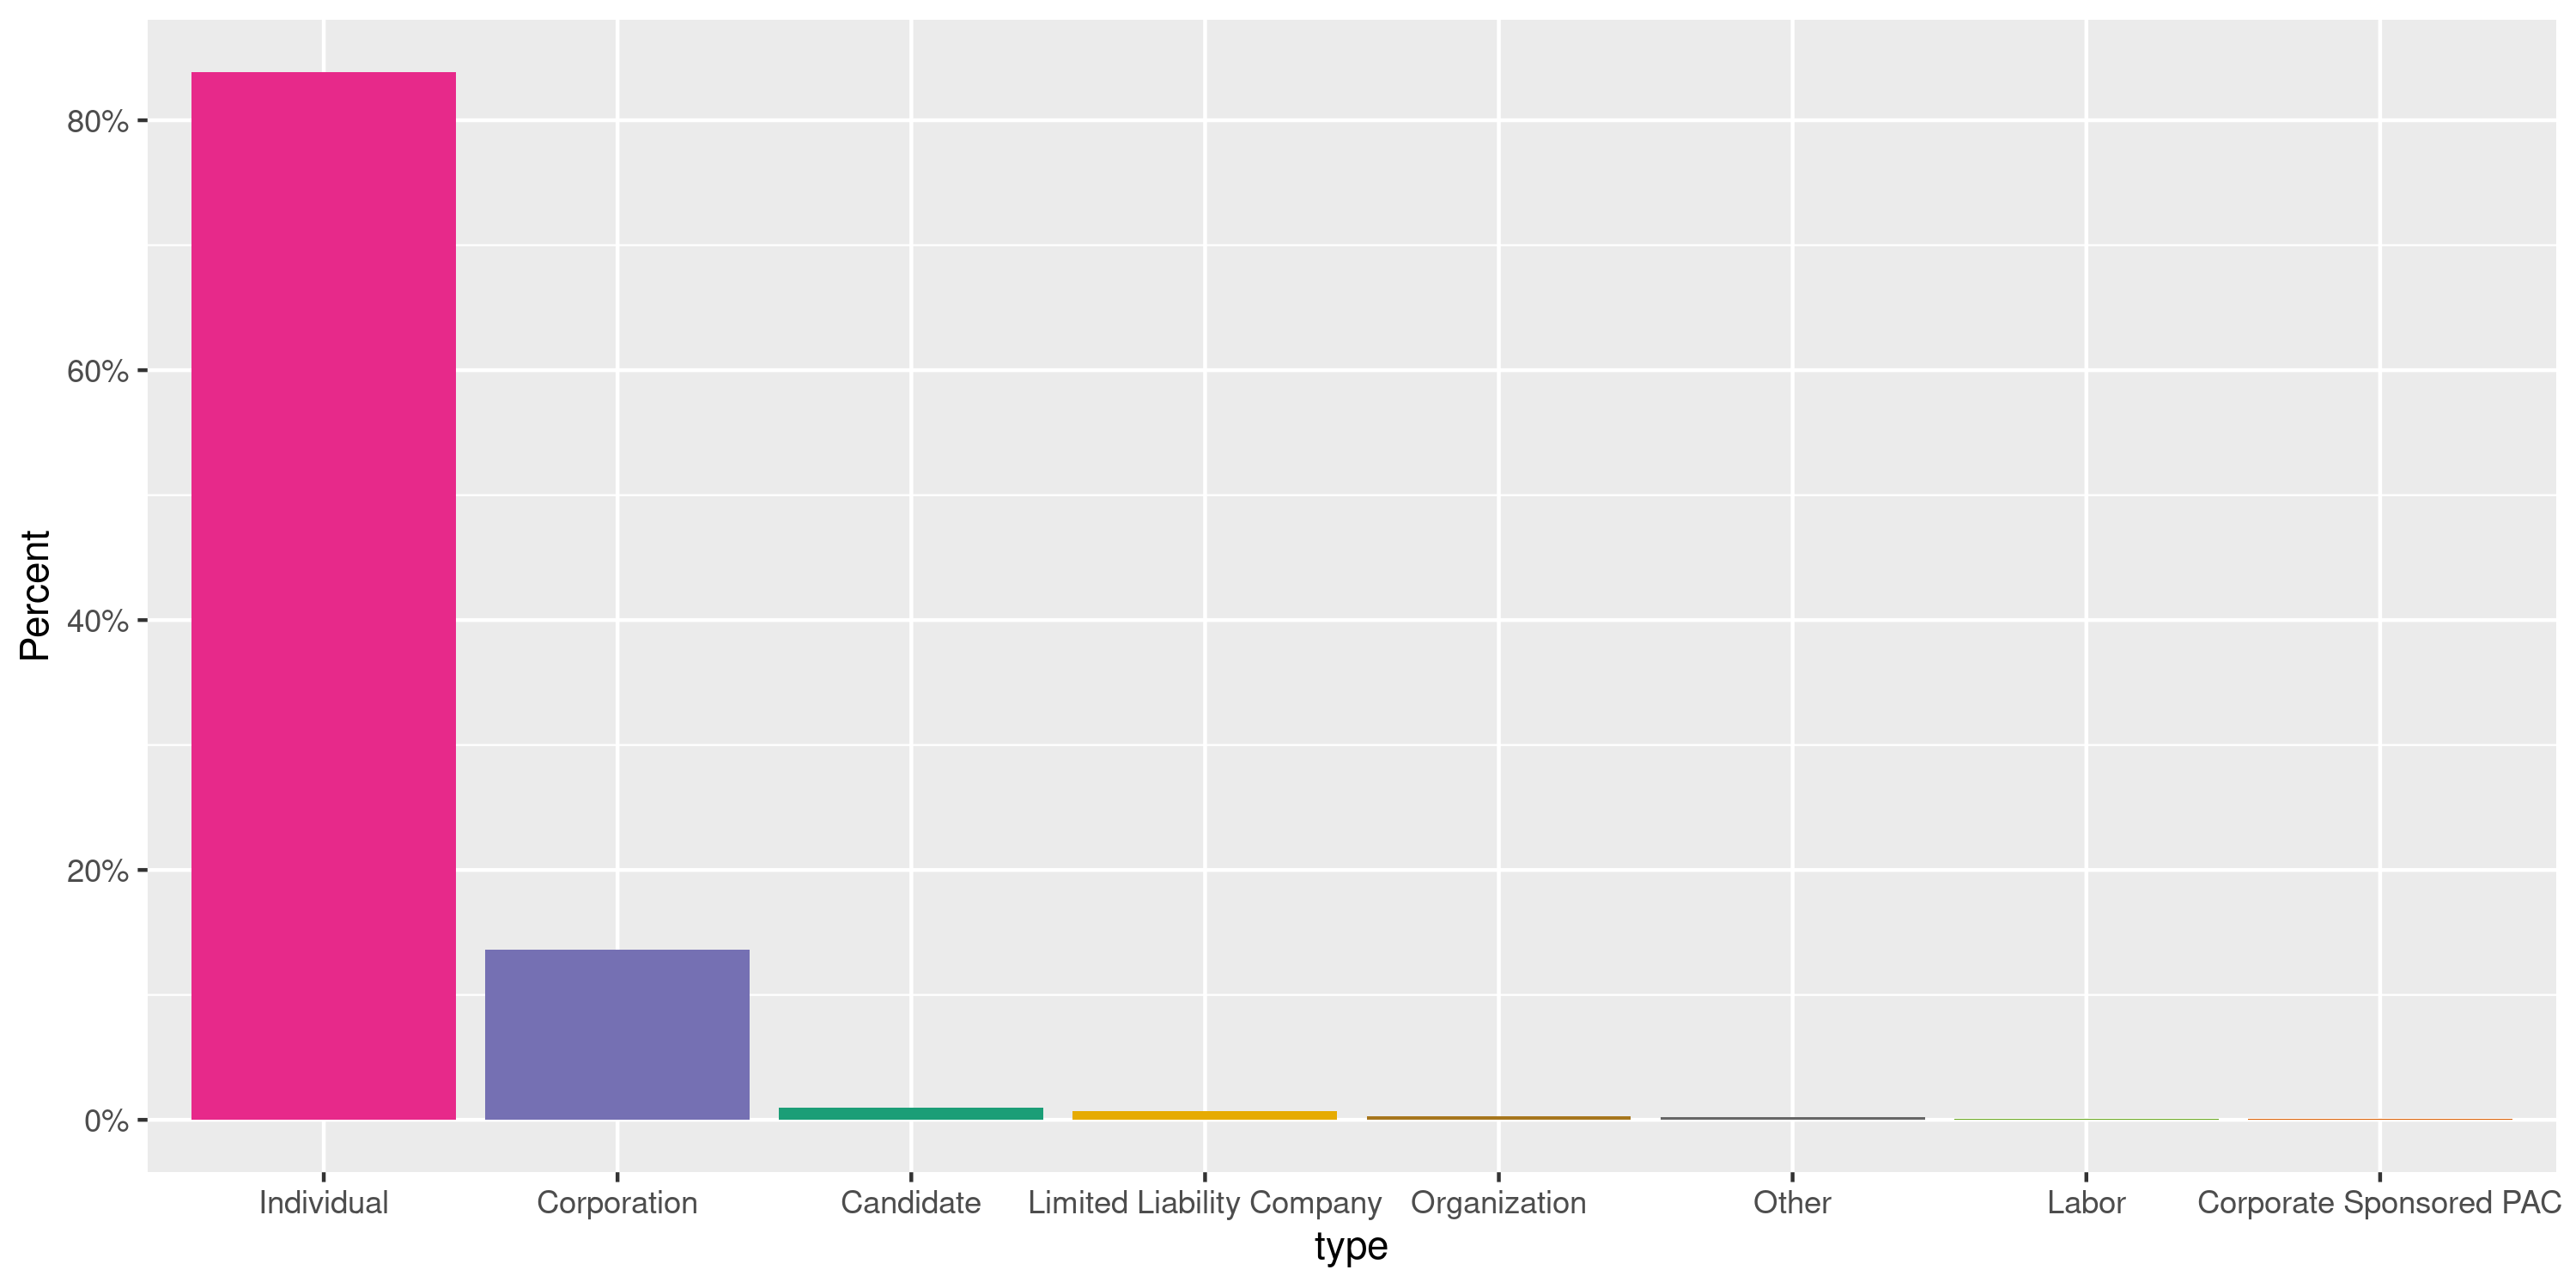 Percent
80%
60%
40%
20%
0%
Individual Corporation Candidate Limited Liability Company Organization Other Labor Corporate Sponsored PAC
type